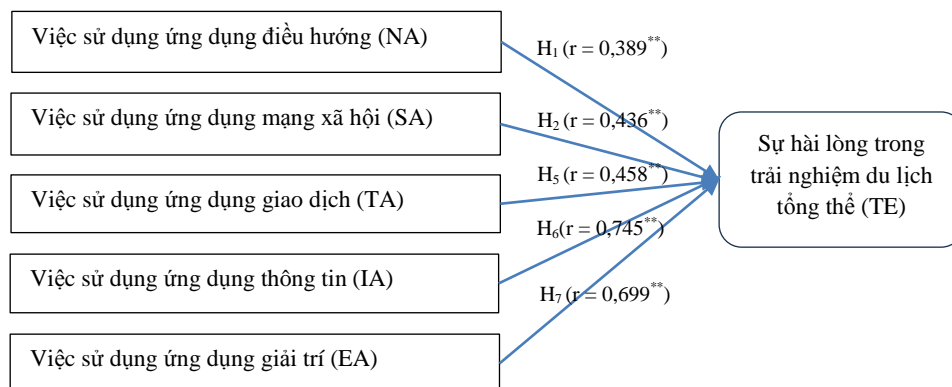 Việc sử dụng ứng dụng điều hướng (NA)
H₁ (r = 0,389**)
Việc sử dụng ứng dụng mạng xã hội (SA)
H₂ (r = 0,436**)
Sự hài lòng trong
trải nghiệm du lịch
tổng thể (TE)
Việc sử dụng ứng dụng giao dịch (TA)
H₅ (r = 0,458**)
H₆(r = 0,745**)
Việc sử dụng ứng dụng thông tin (IA)
H₇ (r = 0,699**)
Việc sử dụng ứng dụng giải trí (EA)